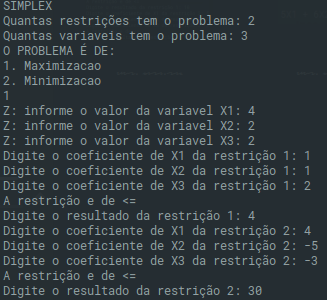 SIMPLEX
Quantas restrições tem o problema: 2
Quantas variaveis tem o problema: 3
O PROBLEMA É DE:
1. Maximizacao
2. Minimizacao
1
Z: informe o valor da variavel X1: 4
Z: informe o valor da variavel X2: 2
Z: informe o valor da variavel X3: 2
Digite o coeficiente de X1 da restrição 1: 1
Digite o coeficiente de X2 da restrição 1: 1
Digite o coeficiente de X3 da restrição 1: 2
A restrição e de <=
Digite o resultado da restrição 1: 4
Digite o coeficiente de X1 da restrição 2: 4
Digite o coeficiente de X2 da restrição 2: -5
Digite o coeficiente de X3 da restrição 2: -3
A restrição e de <=
Digite o resultado da restrição 2: 30